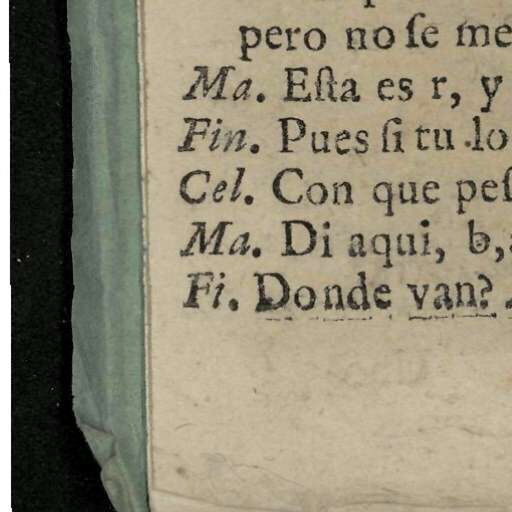 pero no ſe me
Ma. Eſta es r, y
Fin. Pues ſi tu lo
Cel. Con que peſ
Ma. Di aqui, b,
Fi. Donde van?